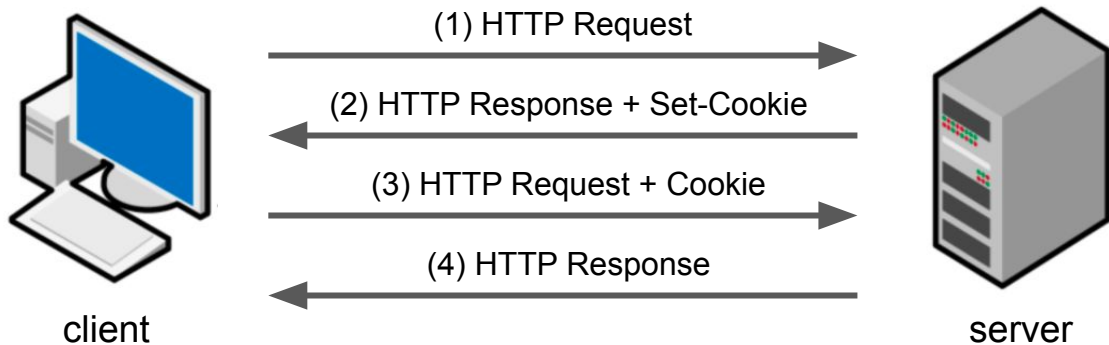 (1) HTTP Request
(2) HTTP Response + Set-Cookie
(3) HTTP Request + Cookie
(4) HTTP Response
client
server